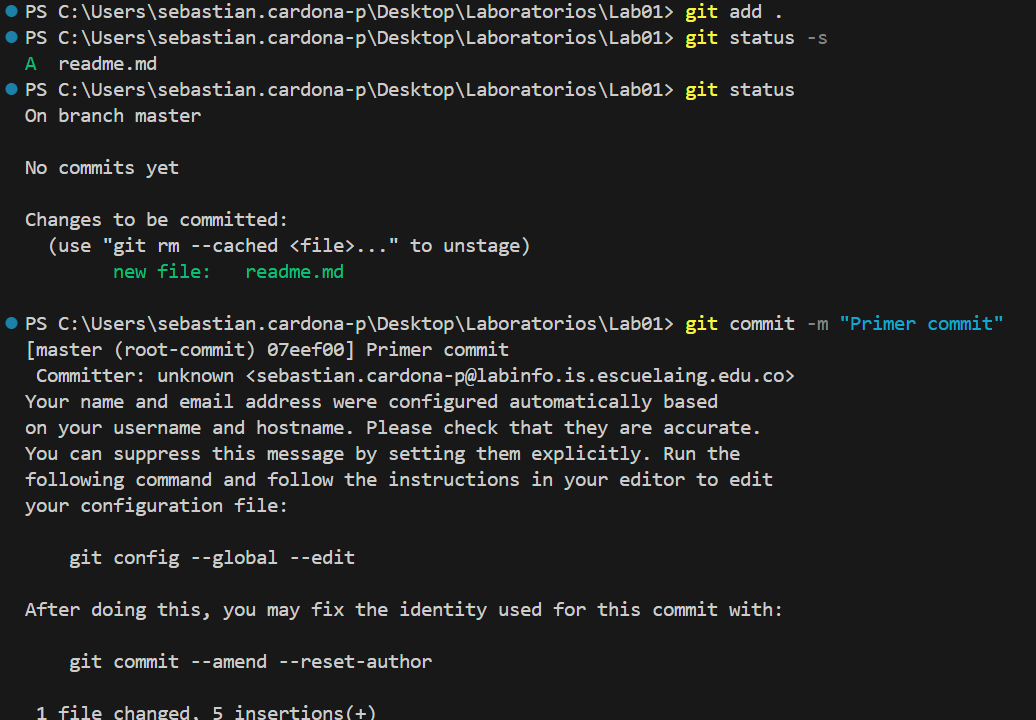 PS C:\Users\sebastian.cardona-p\Desktop\Laboratorios\Lab01> git add .
PS C:\Users\sebastian.cardona-p\Desktop\Laboratorios\Lab01> git status -s
A  readme.md
PS C:\Users\sebastian.cardona-p\Desktop\Laboratorios\Lab01> git status
On branch master

No commits yet

Changes to be committed:
  (use "git rm --cached <file>..." to unstage)
        new file:   readme.md

PS C:\Users\sebastian.cardona-p\Desktop\Laboratorios\Lab01> git commit -m "Primer commit"
[master (root-commit) 07eef00] Primer commit
 Committer: unknown <sebastian.cardona-p@labinfo.is.escuelaing.edu.co>
Your name and email address were configured automatically based
on your username and hostname. Please check that they are accurate.
You can suppress this message by setting them explicitly. Run the
following command and follow the instructions in your editor to edit
your configuration file:

    git config --global --edit

After doing this, you may fix the identity used for this commit with:

    git commit --amend --reset-author

 1 file changed, 5 insertions(+)